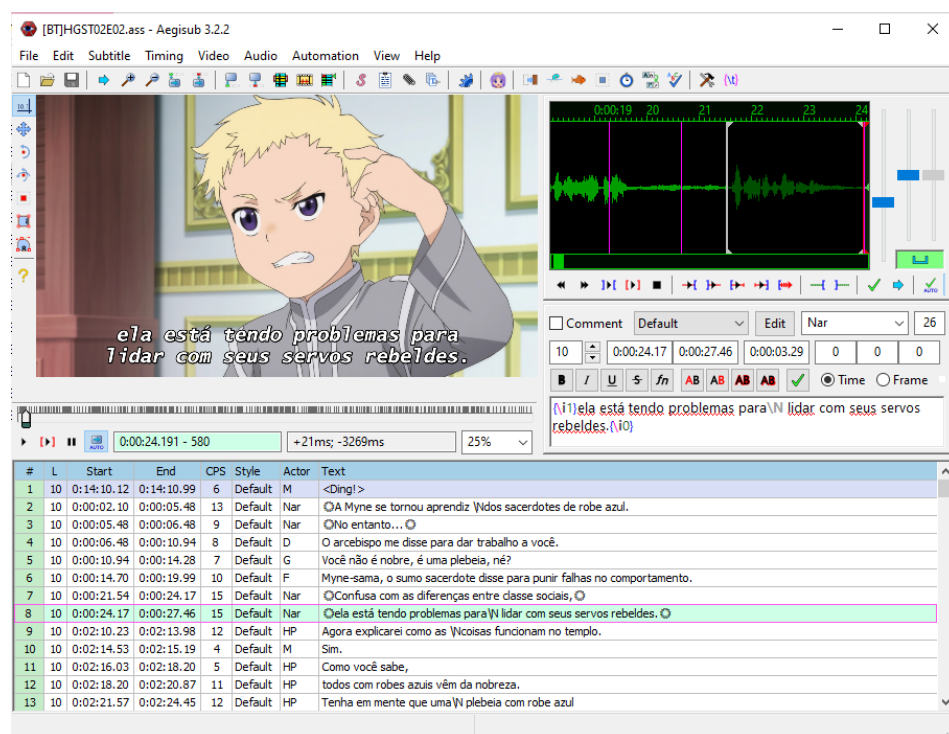 [BT]HGST02E02.ass - Aegisub 3.2.2
File Edit Subtitle Timing Video Audio Automation View Help
0:00:19 20 21 22 23 24
ela está tendo problemas para
lidar com seus servos rebeldes.
Comment Default Edit Nar 26
10 0:00:24.17 0:00:27.46 0:00:03.29 0 0 0
B I U S fn AB AB AB AB Time Frame
{\i1}ela está tendo problemas para\N lidar com seus servos
rebeldes.{\i0}
AUTO 0:00:24.191 - 580 +21ms; -3269ms 25%
# L Start End CPS Style Actor Text
1 10 0:14:10.12 0:14:10.99 6 Default M <Ding!>
2 10 0:00:02.10 0:00:05.48 13 Default Nar A Myne se tornou aprendiz \Ndos sacerdotes de robe azul.
3 10 0:00:05.48 0:00:06.48 9 Default Nar No entanto...
4 10 0:00:06.48 0:00:10.94 8 Default D O arcebispo me disse para dar trabalho a você.
5 10 0:00:10.94 0:00:14.28 7 Default G Você não é nobre, é uma plebeia, né?
6 10 0:00:14.70 0:00:19.99 10 Default F Myne-sama, o sumo sacerdote disse para punir falhas no comportamento.
7 10 0:00:21.54 0:00:24.17 15 Default Nar Confusa com as diferenças entre classe sociais,
8 10 0:00:24.17 0:00:27.46 15 Default Nar ela está tendo problemas para\N lidar com seus servos rebeldes.
9 10 0:02:10.23 0:02:13.98 12 Default HP Agora explicarei como as \Ncoisas funcionam no templo.
10 10 0:02:14.53 0:02:15.19 4 Default M Sim.
11 10 0:02:16.03 0:02:18.20 5 Default HP Como você sabe,
12 10 0:02:18.20 0:02:20.87 11 Default HP todos com robes azuis vêm da nobreza.
13 10 0:02:21.57 0:02:24.45 12 Default HP Tenha em mente que uma\N plebeia com robe azul